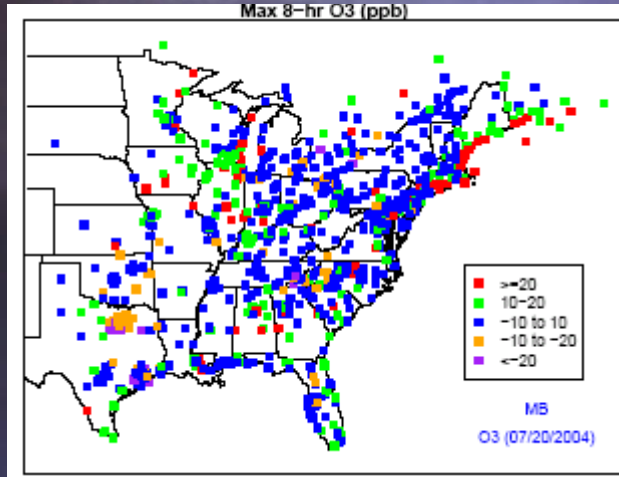 Max 8-hr O3 (ppb)
>=20
10-20
-10 to 10
-10 to -20
<-20
MB
O3 (07/20/2004)